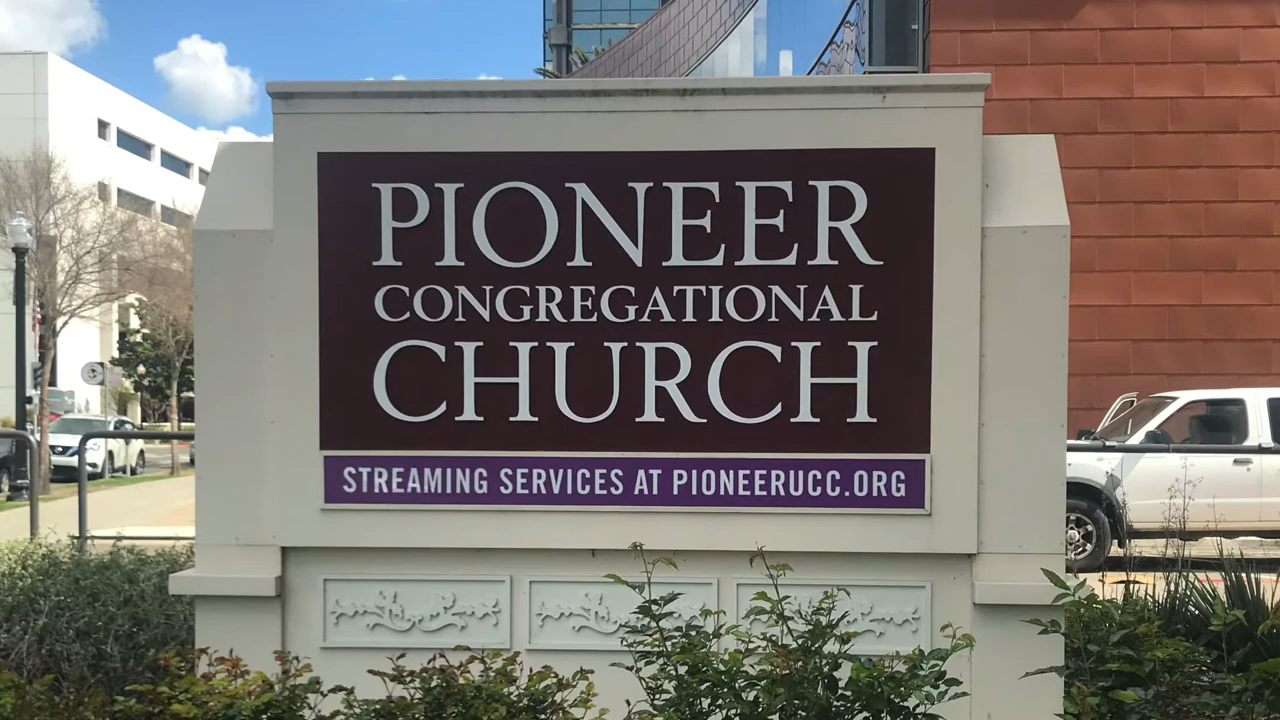 PIONEER
CONGREGATIONAL
CHURCH
STREAMING SERVICES AT PIONEERUCC.ORG